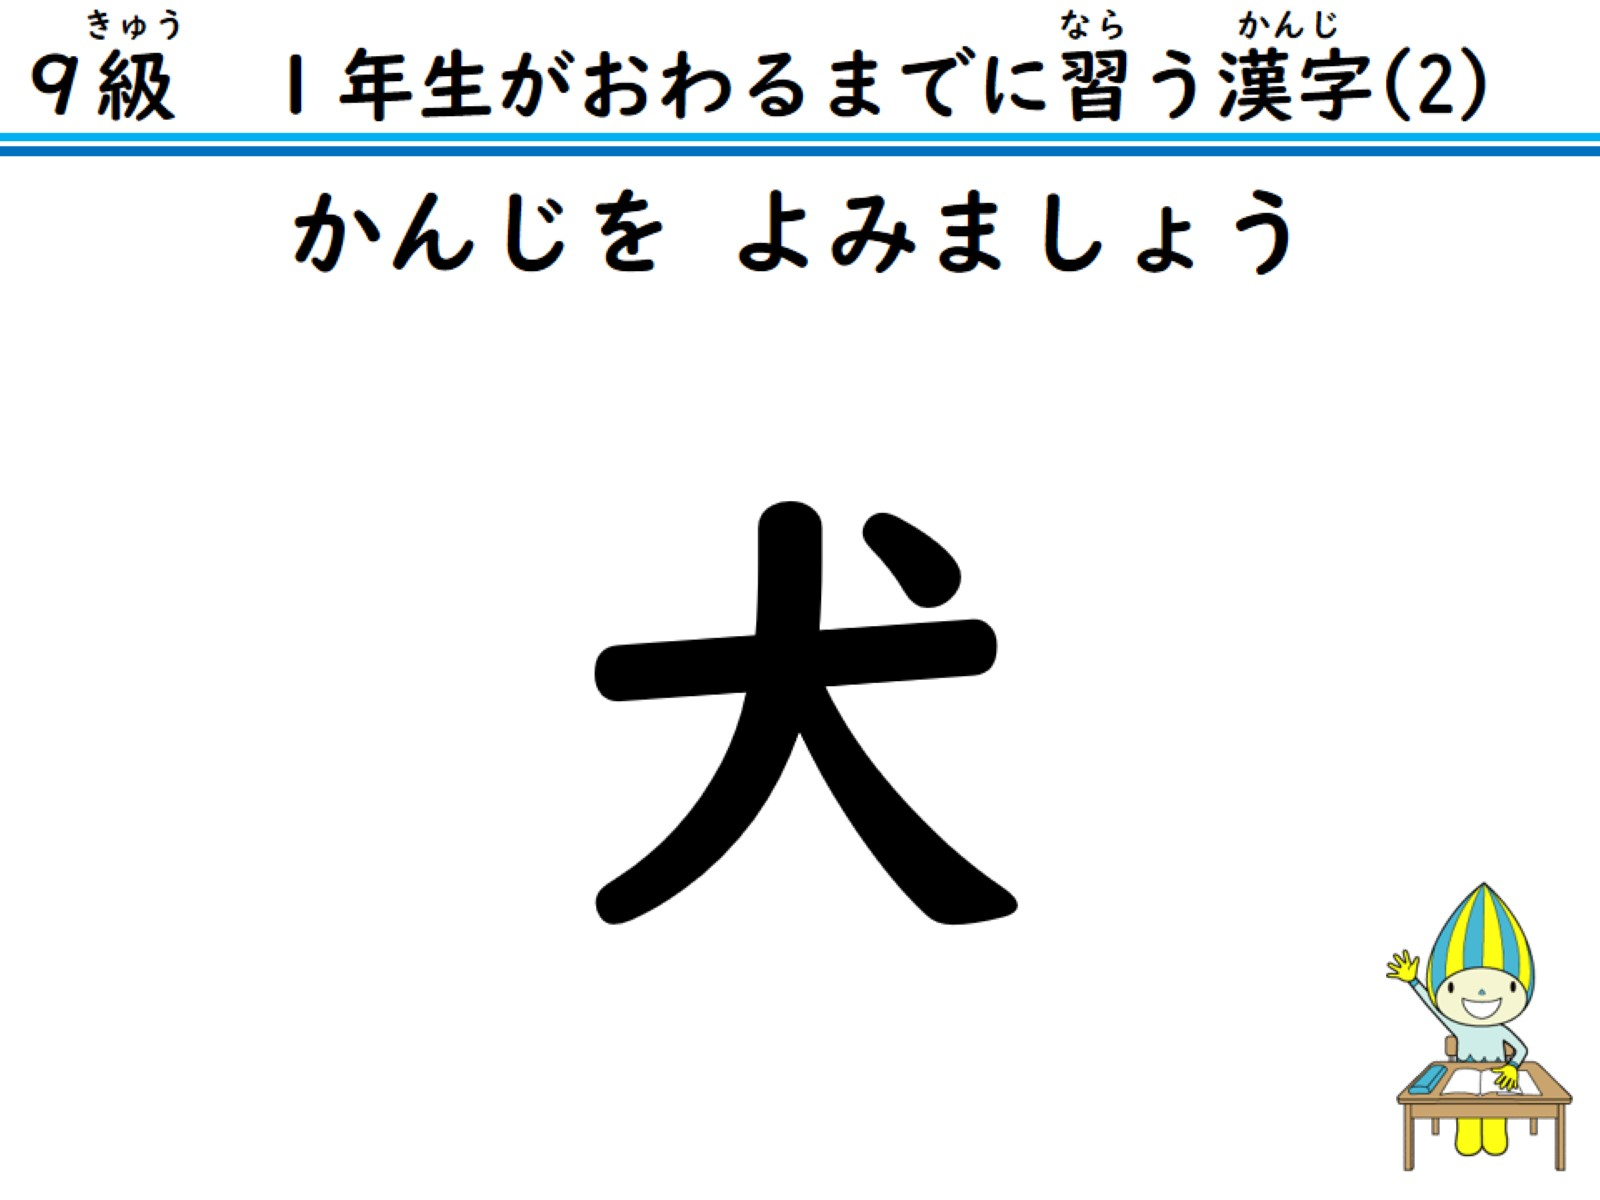 きゅう なら かんじ
9級 1年生がおわるまでに習う漢字(2)
かんじを よみましょう
犬